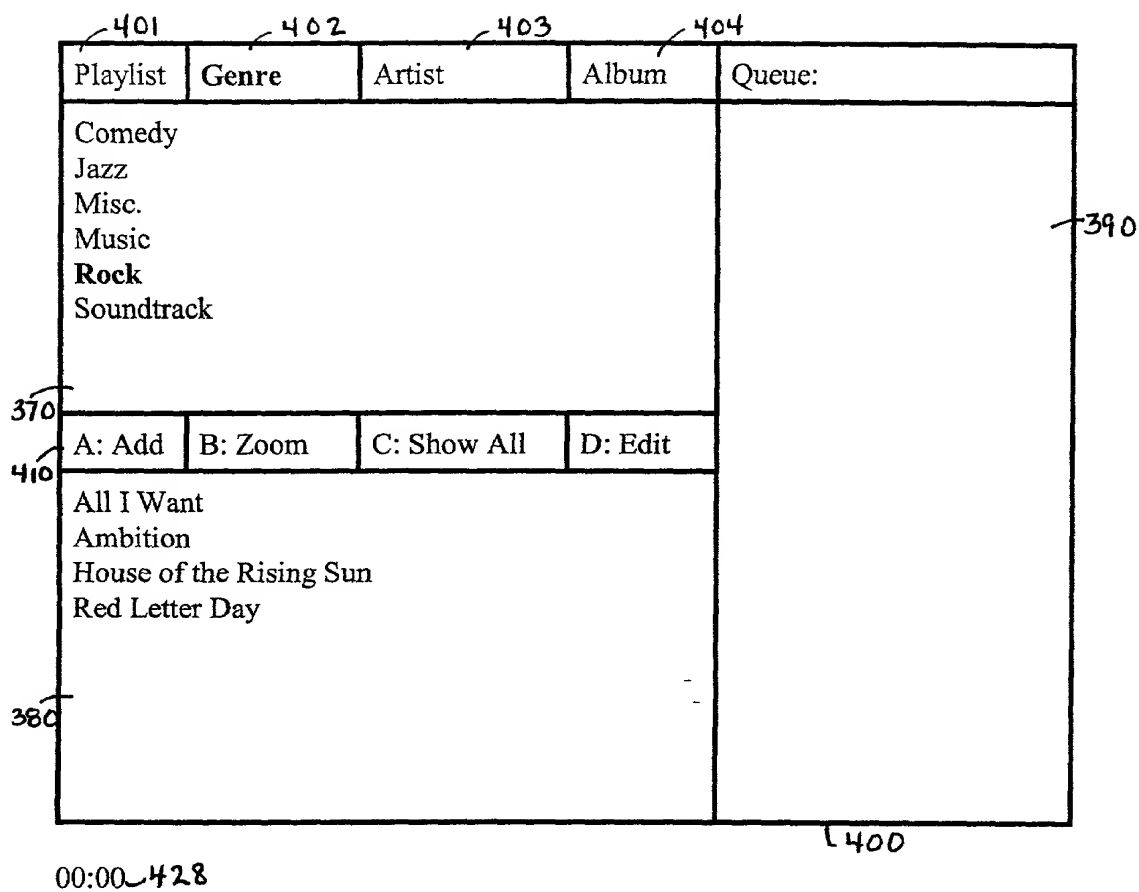 401 402 403 404
Playlist Genre Artist Album Queue:
Comedy
Jazz
Misc.
Music
Rock
Soundtrack
390
370
A: Add B: Zoom C: Show All D: Edit
410
All I Want
Ambition
House of the Rising Sun
Red Letter Day
380
400
00:00 428